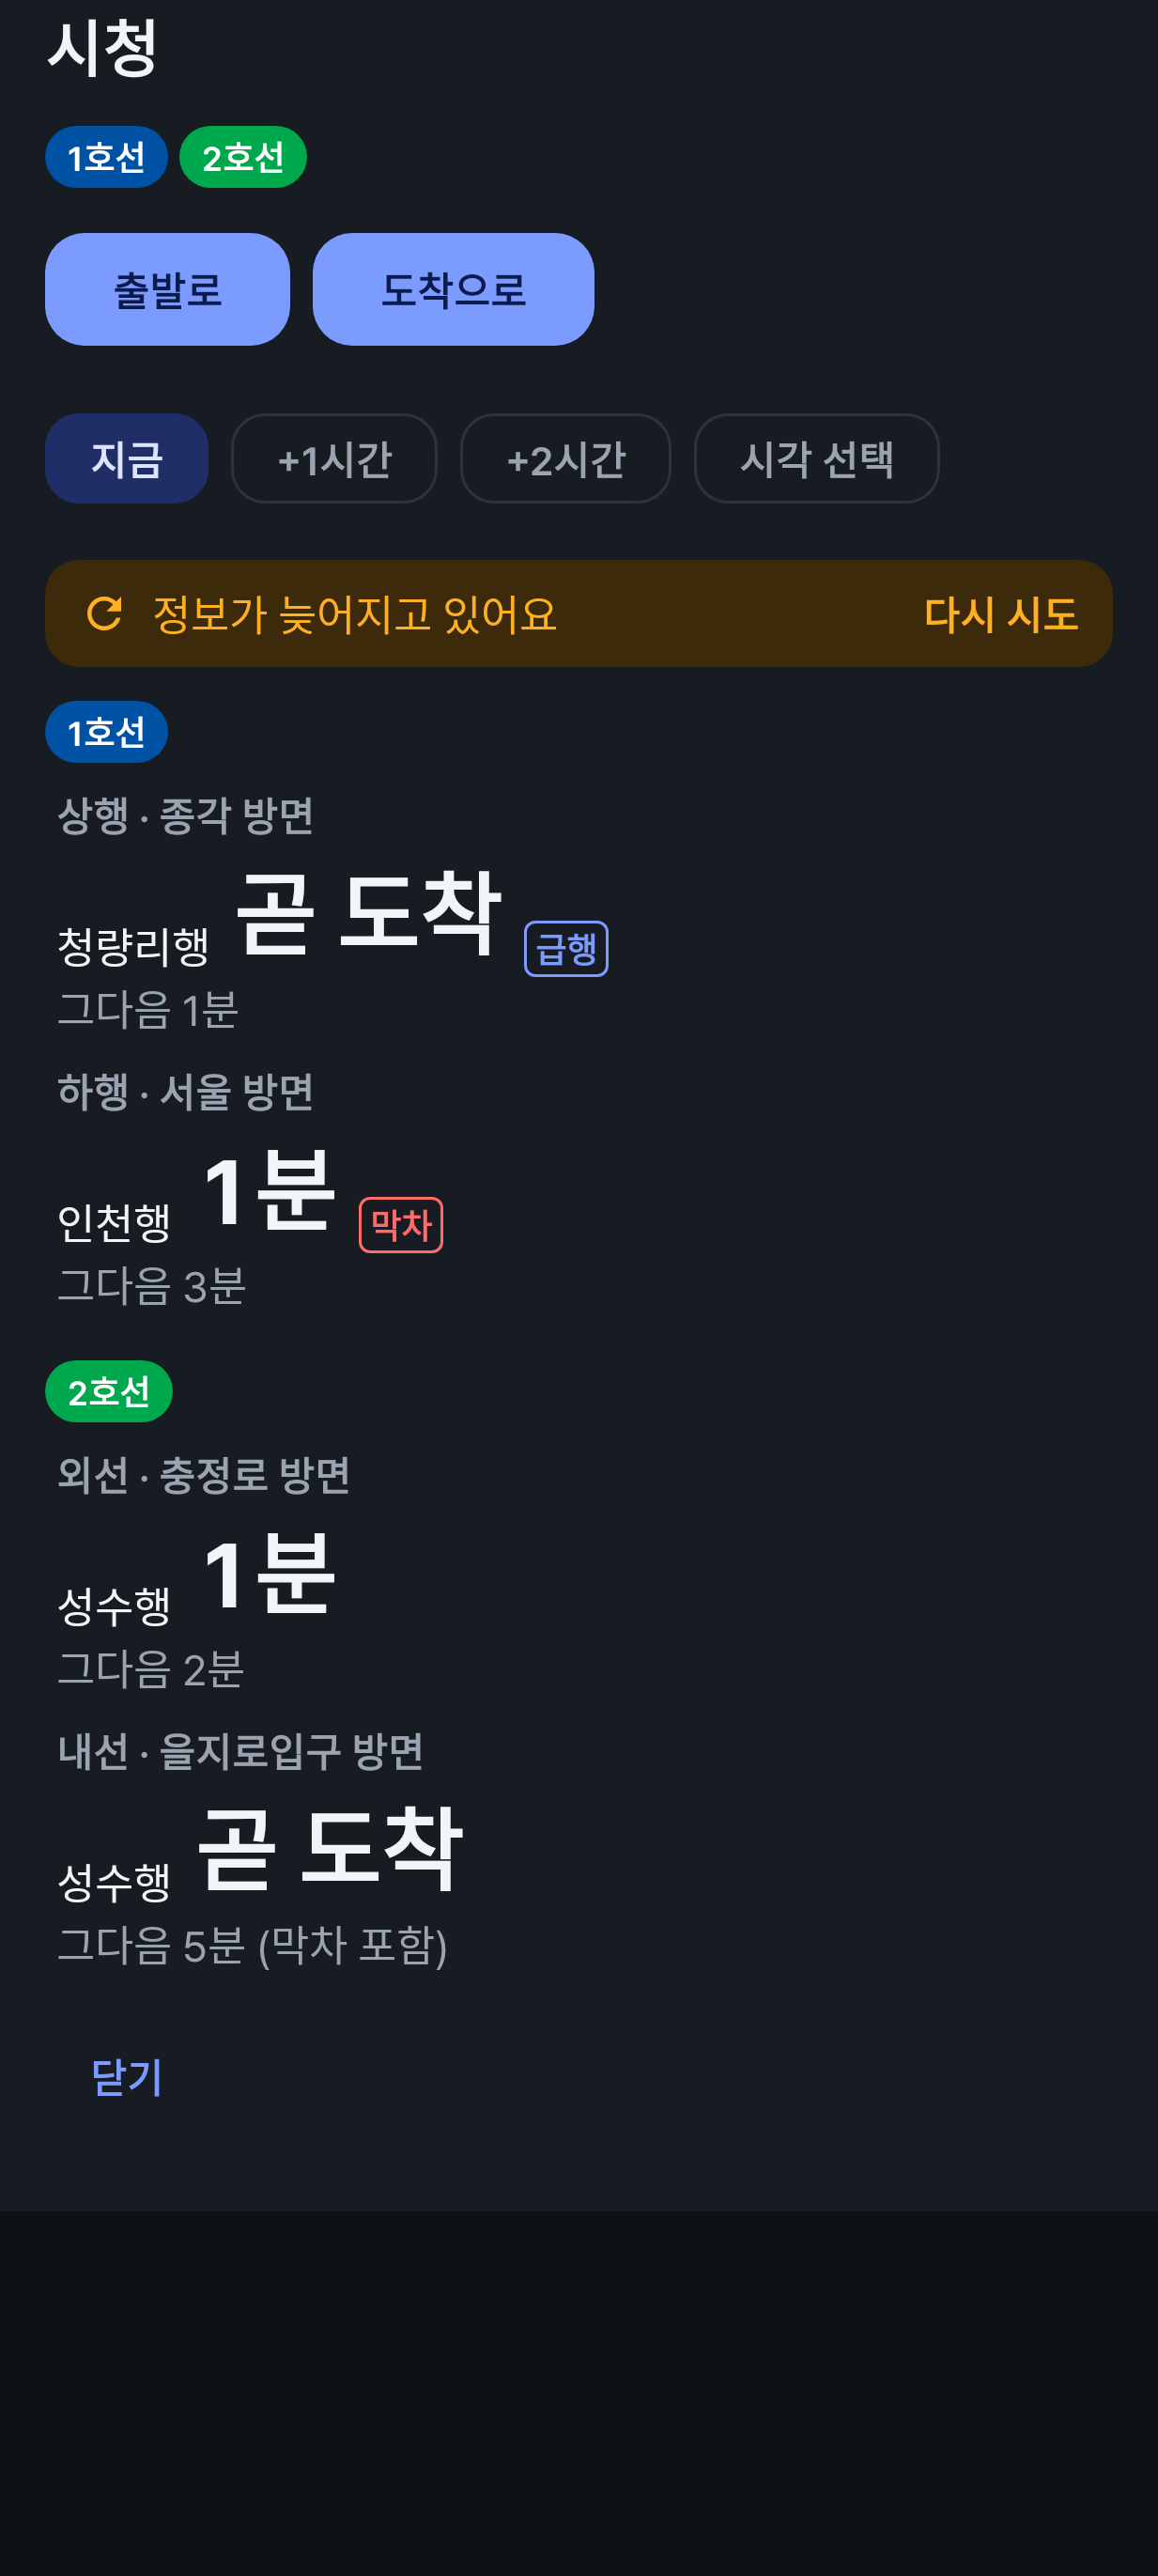 시청
1호선 2호선
출발로 도착으로
지금 +1시간 +2시간 시각 선택
정보가 늦어지고 있어요 다시 시도
1호선
상행 · 종각 방면
청량리행 곧 도착 급행
그다음 1분
하행 · 서울 방면
인천행 1분 막차
그다음 3분
2호선
외선 · 충정로 방면
성수행 1분
그다음 2분
내선 · 을지로입구 방면
성수행 곧 도착
그다음 5분 (막차 포함)
닫기